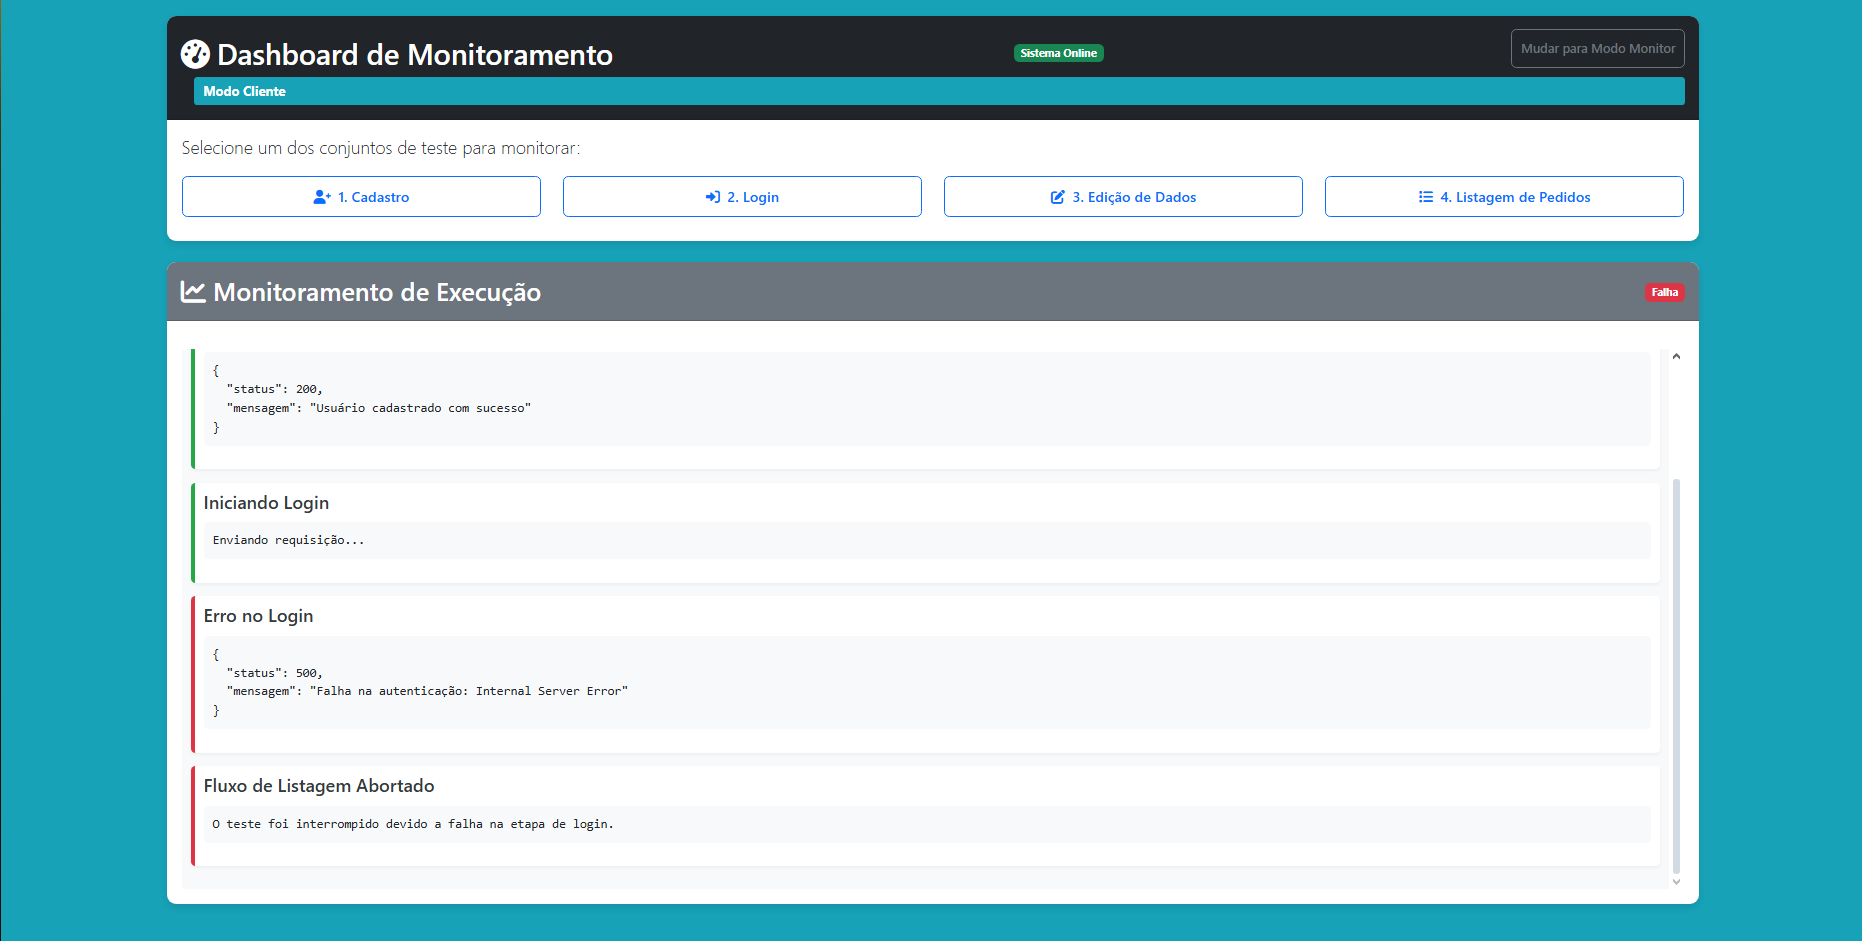 Dashboard de Monitoramento
Sistema Online
Mudar para Modo Monitor
Modo Cliente
Selecione um dos conjuntos de teste para monitorar:
1. Cadastro
2. Login
3. Edição de Dados
4. Listagem de Pedidos
Monitoramento de Execução
Falha
{
  "status": 200,
  "mensagem": "Usuário cadastrado com sucesso"
}
Iniciando Login
Enviando requisição...
Erro no Login
{
  "status": 500,
  "mensagem": "Falha na autenticação: Internal Server Error"
}
Fluxo de Listagem Abortado
O teste foi interrompido devido a falha na etapa de login.